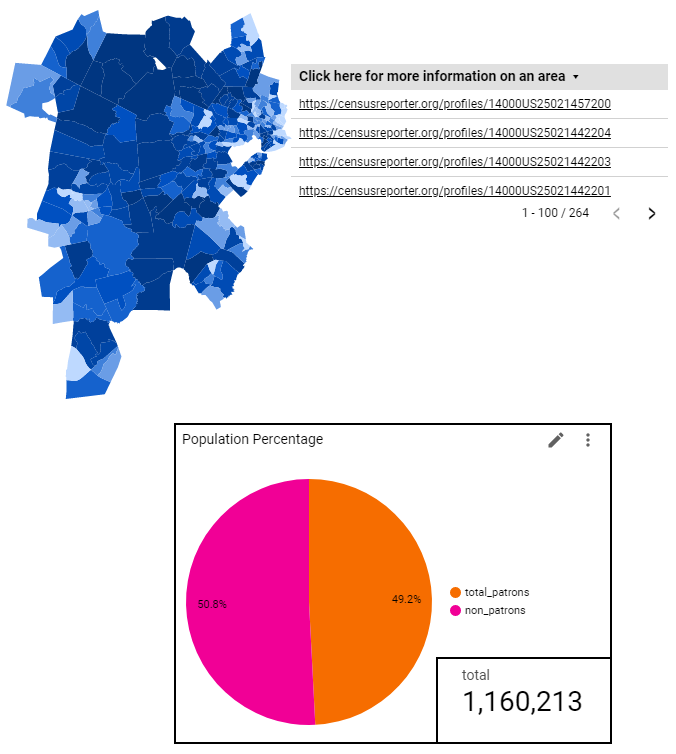 Click here for more information on an area
https://censusreporter.org/profiles/14000US25021457200
https://censusreporter.org/profiles/14000US25021442204
https://censusreporter.org/profiles/14000US25021442203
https://censusreporter.org/profiles/14000US25021442201
1 - 100 / 264
Population Percentage
50.8%
49.2%
total_patrons
non_patrons
total
1,160,213